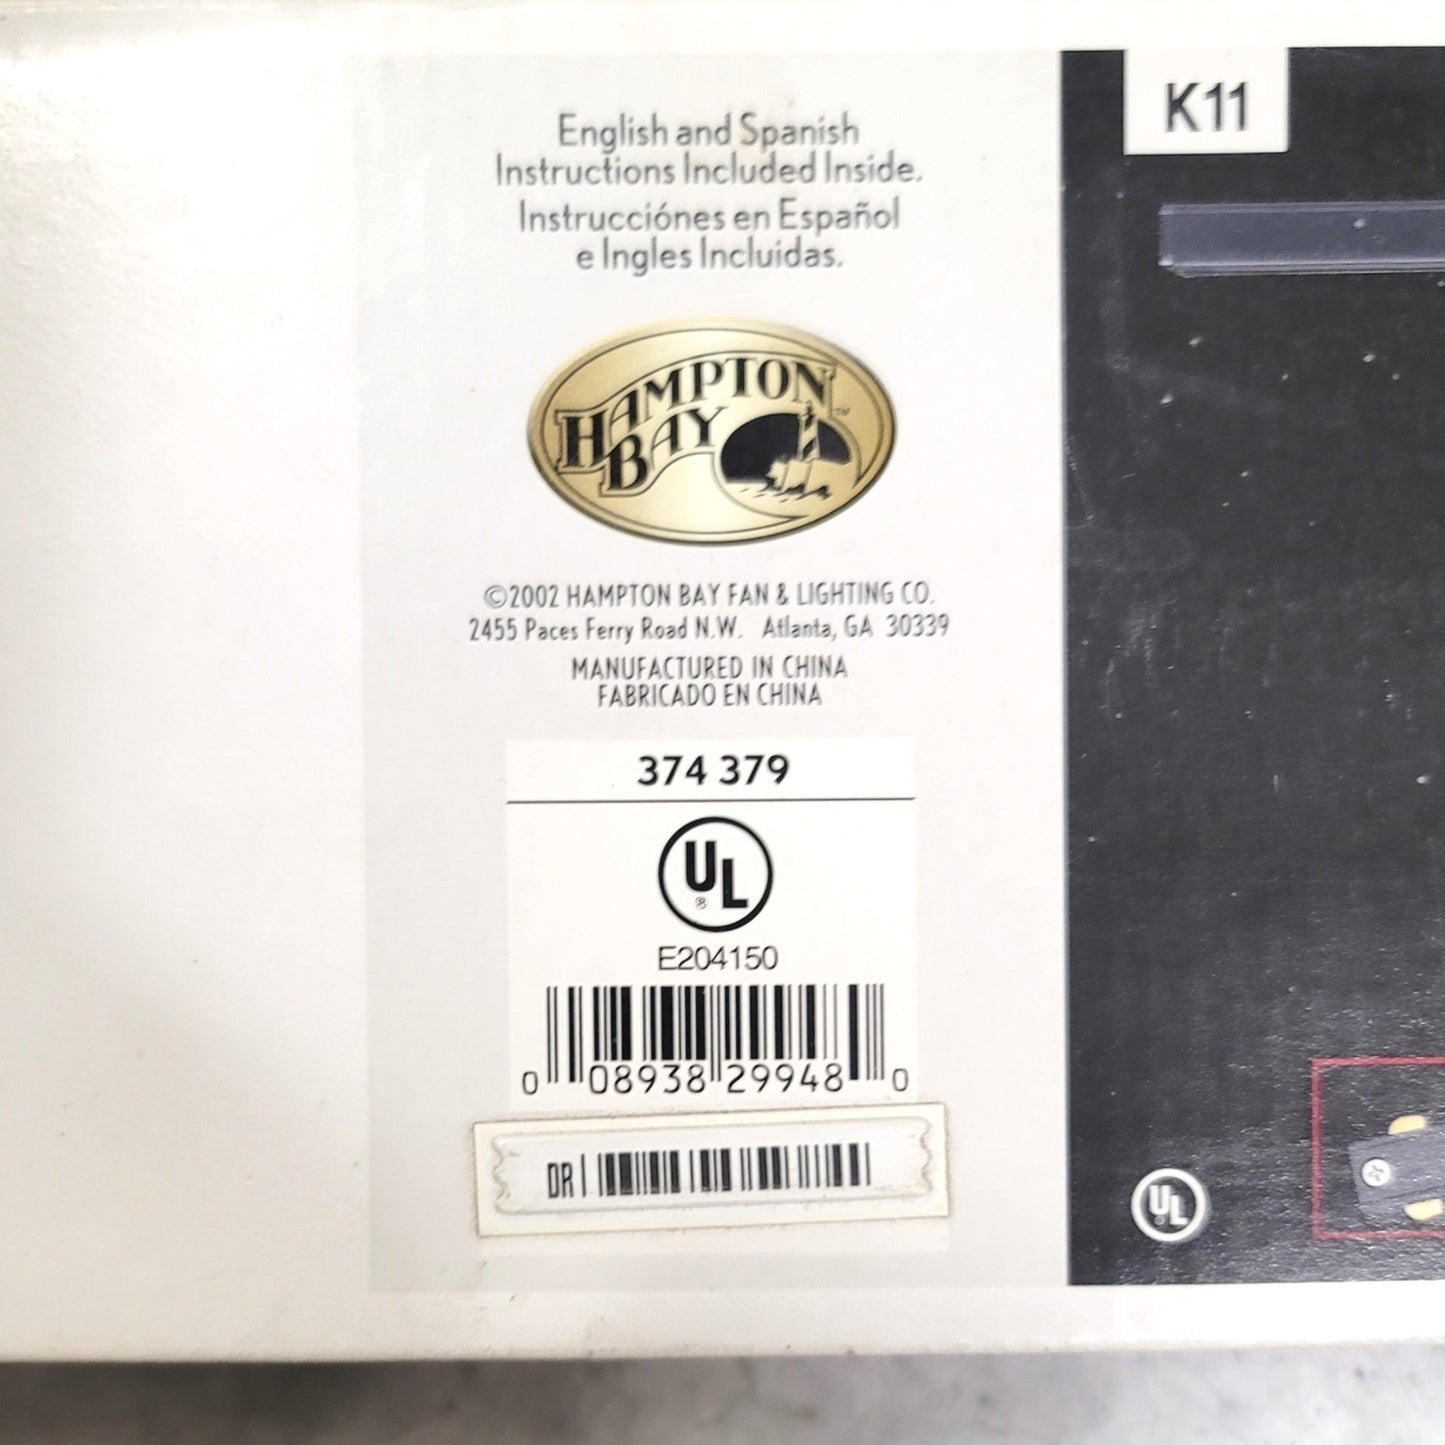 English and Spanish
Instructions Included Inside.
Instrucciónes en Español
e Ingles Incluidas.
HAMPTON
BAY™
©2002 HAMPTON BAY FAN & LIGHTING CO.
2455 Paces Ferry Road N.W. Atlanta, GA 30339
MANUFACTURED IN CHINA
FABRICADO EN CHINA
374 379
UL®
E204150
0 08938 29948 0
DR
K11
UL®